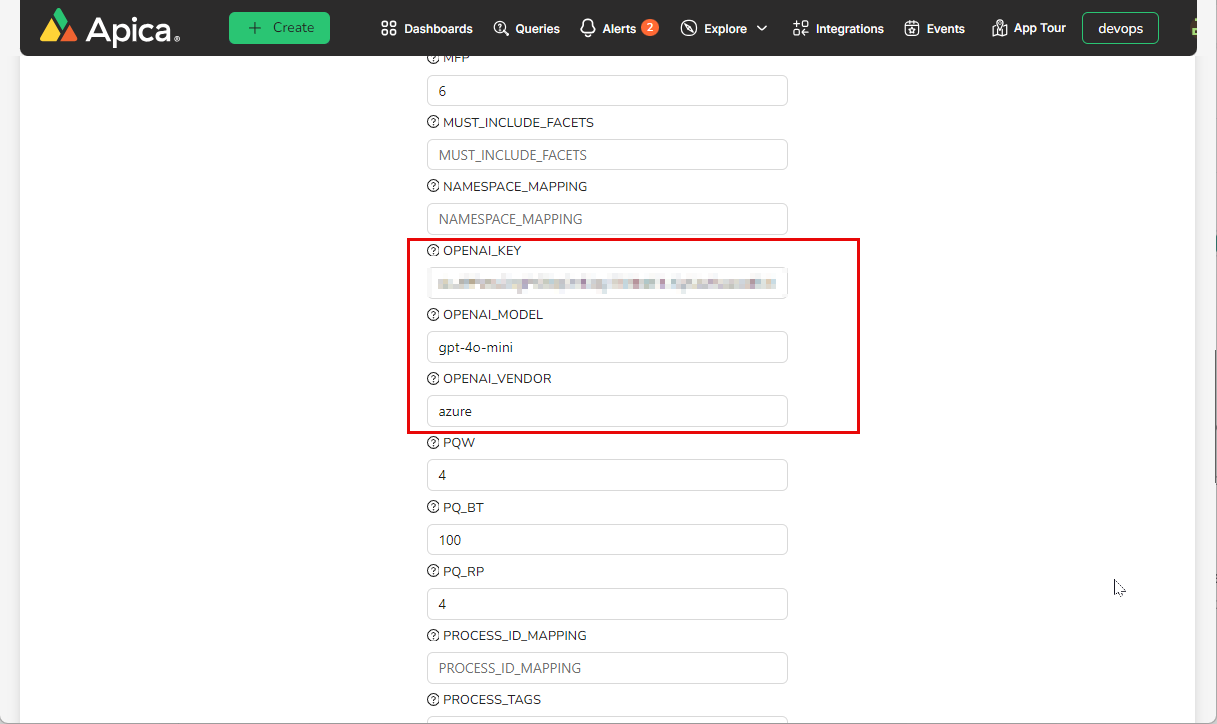 Apica®
+ Create
Dashboards
Queries
Alerts 2
Explore
Integrations
Events
App Tour
devops
MFP
6
MUST_INCLUDE_FACETS
MUST_INCLUDE_FACETS
NAMESPACE_MAPPING
NAMESPACE_MAPPING
OPENAI_KEY
OPENAI_MODEL
gpt-4o-mini
OPENAI_VENDOR
azure
PQW
4
PQ_BT
100
PQ_RP
4
PROCESS_ID_MAPPING
PROCESS_ID_MAPPING
PROCESS_TAGS